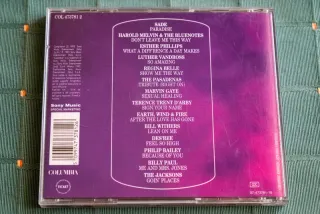 COL 473781 2
SADE
PARADISE
HAROLD MELVIN & THE BLUENOTES
DON'T LEAVE ME THIS WAY
ESTHER PHILLIPS
WHAT A DIFFERENCE A DAY MAKES
LUTHER VANDROSS
SO AMAZING
REGINA BELLE
SHOW ME THE WAY
THE PASADENAS
TRIBUTE (RIGHT ON)
MARVIN GAYE
SEXUAL HEALING
TERENCE TRENT D'ARBY
SIGN YOUR NAME
EARTH, WIND & FIRE
AFTER THE LOVE HAS GONE
BILL WITHERS
LEAN ON ME
DES'REE
FEEL SO HIGH
PHILIP BAILEY
BECAUSE OF YOU
BILLY PAUL
ME AND MRS. JONES
THE JACKSONS
GOIN' PLACES
Sony Music
COLUMBIA